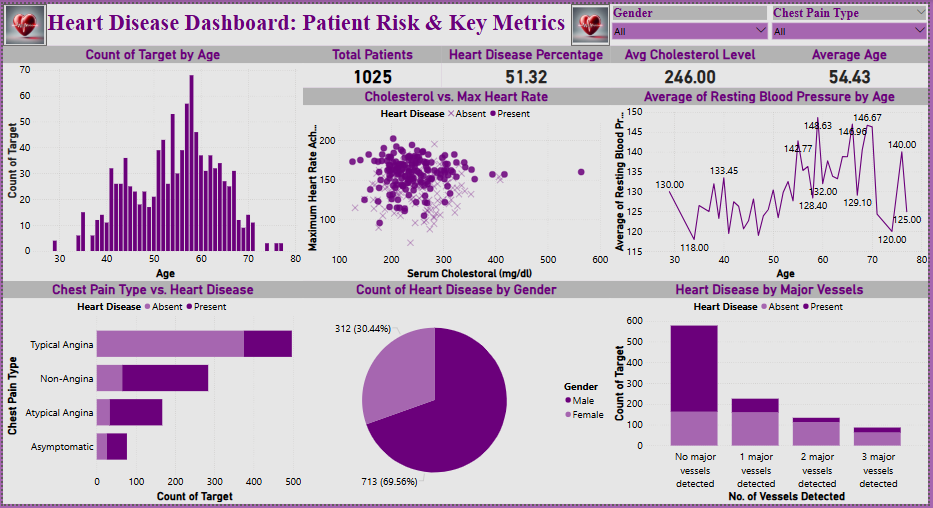 Heart Disease Dashboard: Patient Risk & Key Metrics
Gender
All
Chest Pain Type
All
Count of Target by Age
Count of Target
70
60
50
40
30
20
10
0
30
40
50
60
70
80
Age
Total Patients
1025
Heart Disease Percentage
51.32
Avg Cholesterol Level
246.00
Average Age
54.43
Cholesterol vs. Max Heart Rate
Heart Disease Absent Present
Maximum Heart Rate Ach...
200
150
100
100
200
300
400
500
600
Serum Cholestoral (mg/dl)
Average of Resting Blood Pressure by Age
Average of Resting Blood Pr...
150
145
140
135
130
125
120
115
130.00
118.00
133.45
142.77
148.63
128.40
132.00
146.96
146.67
129.10
120.00
140.00
125.00
30
40
50
60
70
80
Age
Chest Pain Type vs. Heart Disease
Heart Disease Absent Present
Chest Pain Type
Typical Angina
Non-Angina
Atypical Angina
Asymptomatic
0
100
200
300
400
500
Count of Target
Count of Heart Disease by Gender
312 (30.44%)
713 (69.56%)
Gender
Male
Female
Heart Disease by Major Vessels
Heart Disease Absent Present
Count of Target
600
500
400
300
200
100
0
No major vessels detected
1 major vessels detected
2 major vessels detected
3 major vessels detected
No. of Vessels Detected